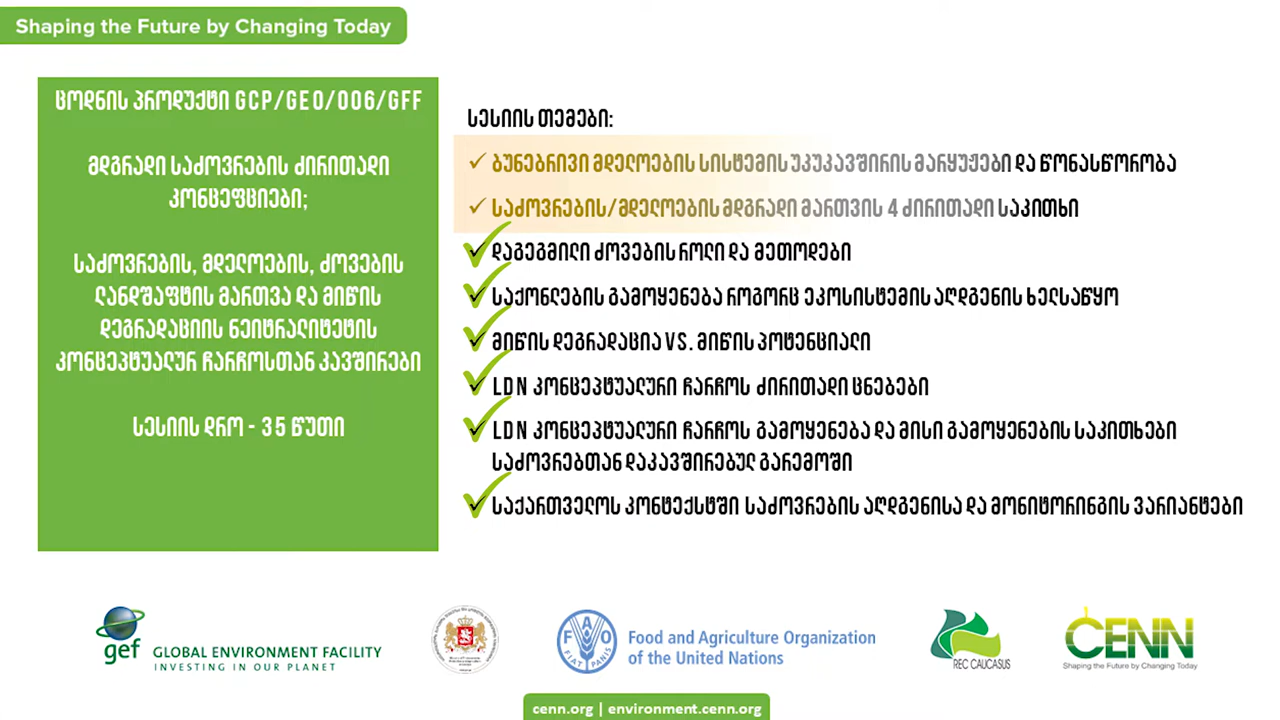 Shaping the Future by Changing Today
ცოდნის პროდუქტი GCP/GEO/006/GFF
მდგრადი საძოვრების ძირითადი
კონცეფციები;
საძოვრების, მდელოების, ძოვების
ლანდშაფტის მართვა და მიწის
დეგრადაციის ნეიტრალიტეტის
კონცეპტუალურ ჩარჩოსთან კავშირები
სესიის დრო - 35 წუთი
სესიის თემები:
ბუნებრივი მდელოების სისტემის უკუკავშირის მარყუჟები და წონასწორობა
საძოვრების/მდელოების მდგრადი მართვის 4 ძირითადი საკითხი
დაგეგმილი ძოვების როლი და მეთოდები
საქონლების გამოყენება როგორც ეკოსისტემის აღდგენის ხელსაწყო
მიწის დეგრადაცია VS. მიწის პოტენციალი
LDN კონცეპტუალური ჩარჩოს ძირითადი ცნებები
LDN კონცეპტუალური ჩარჩოს გამოყენება და მისი გამოყენების საკითხები
საძოვრებთან დაკავშირებულ გარემოში
საქართველოს კონტექსტში საძოვრების აღდგენისა და მონიტორინგის ვარიანტები
gef GLOBAL ENVIRONMENT FACILITY
INVESTING IN OUR PLANET
FAO
FIAT PANIS
Food and Agriculture Organization
of the United Nations
REC CAUCASUS
CENN
Shaping the Future by Changing Today
cenn.org | environment.cenn.org